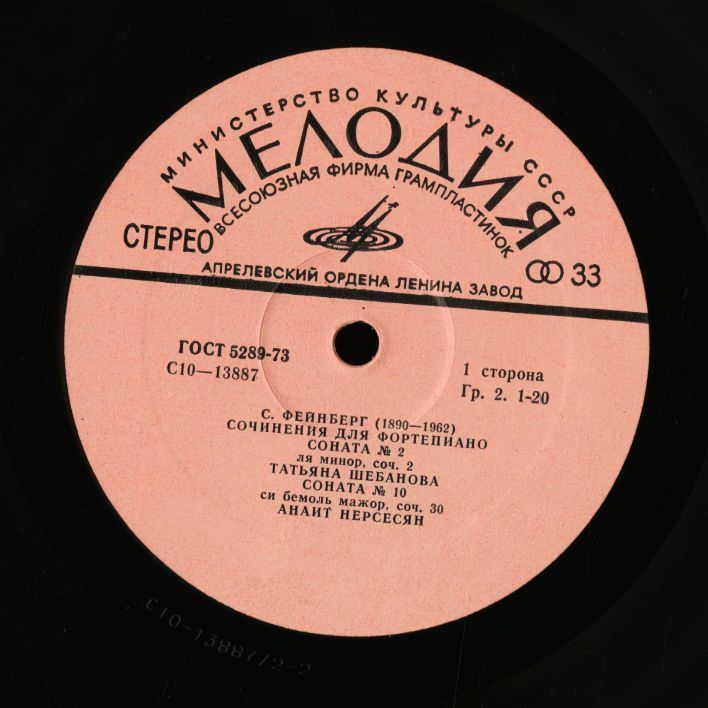 МИНИСТЕРСТВО КУЛЬТУРЫ СССР
МЕЛОДИЯ
ВСЕСОЮЗНАЯ ФИРМА ГРАМПЛАСТИНОК
СТЕРЕО
33
АПРЕЛЕВСКИЙ ОРДЕНА ЛЕНИНА ЗАВОД
ГОСТ 5289-73
С10—13887
1 сторона
Гр. 2. 1-20
С. ФЕЙНБЕРГ (1890—1962)
СОЧИНЕНИЯ ДЛЯ ФОРТЕПИАНО
СОНАТА № 2
ля минор, соч. 2
ТАТЬЯНА ШЕБАНОВА
СОНАТА № 10
си бемоль мажор, соч. 30
АНАИТ НЕРСЕСЯН
С10-13887/2-2